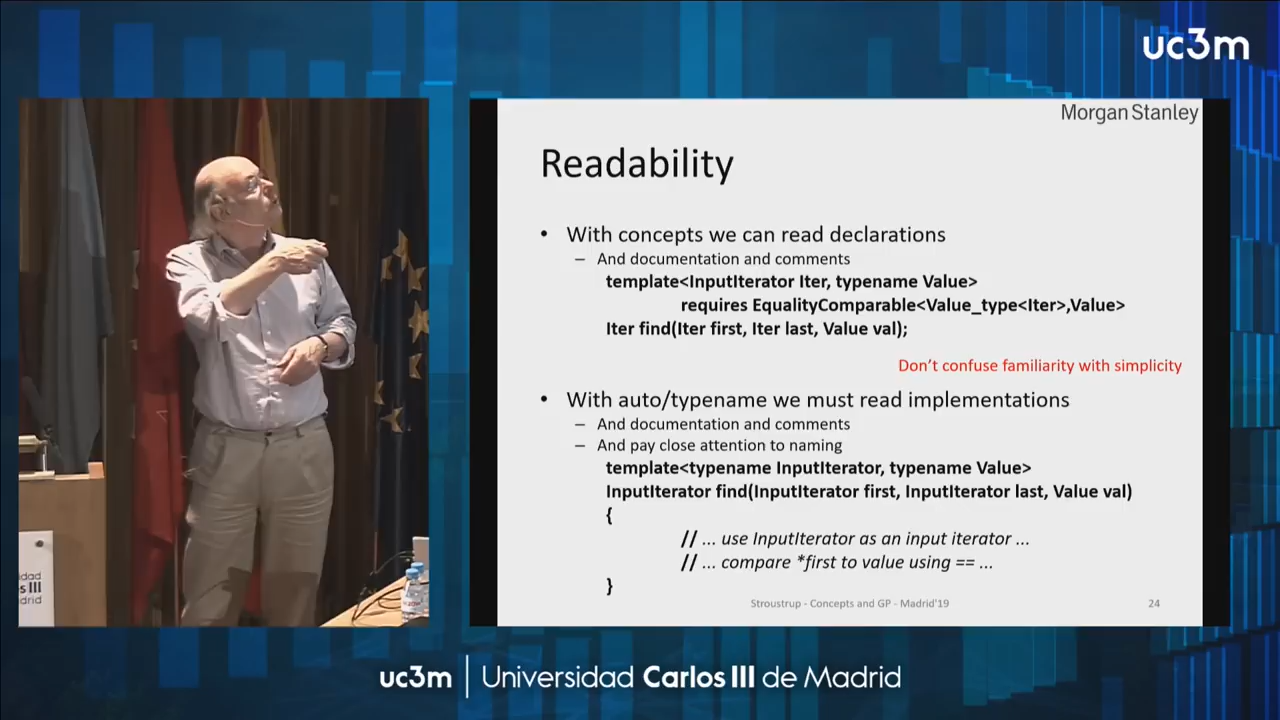 uc3m
Morgan Stanley
Readability
• With concepts we can read declarations
– And documentation and comments
template<InputIterator Iter, typename Value>
requires EqualityComparable<Value_type<Iter>,Value>
Iter find(Iter first, Iter last, Value val);
Don't confuse familiarity with simplicity
• With auto/typename we must read implementations
– And documentation and comments
– And pay close attention to naming
template<typename InputIterator, typename Value>
InputIterator find(InputIterator first, InputIterator last, Value val)
{
// ... use InputIterator as an input iterator ...
// ... compare *first to value using == ...
}
Stroustrup - Concepts and GP - Madrid'19
24
idad
s III
drid
uc3m | Universidad Carlos III de Madrid